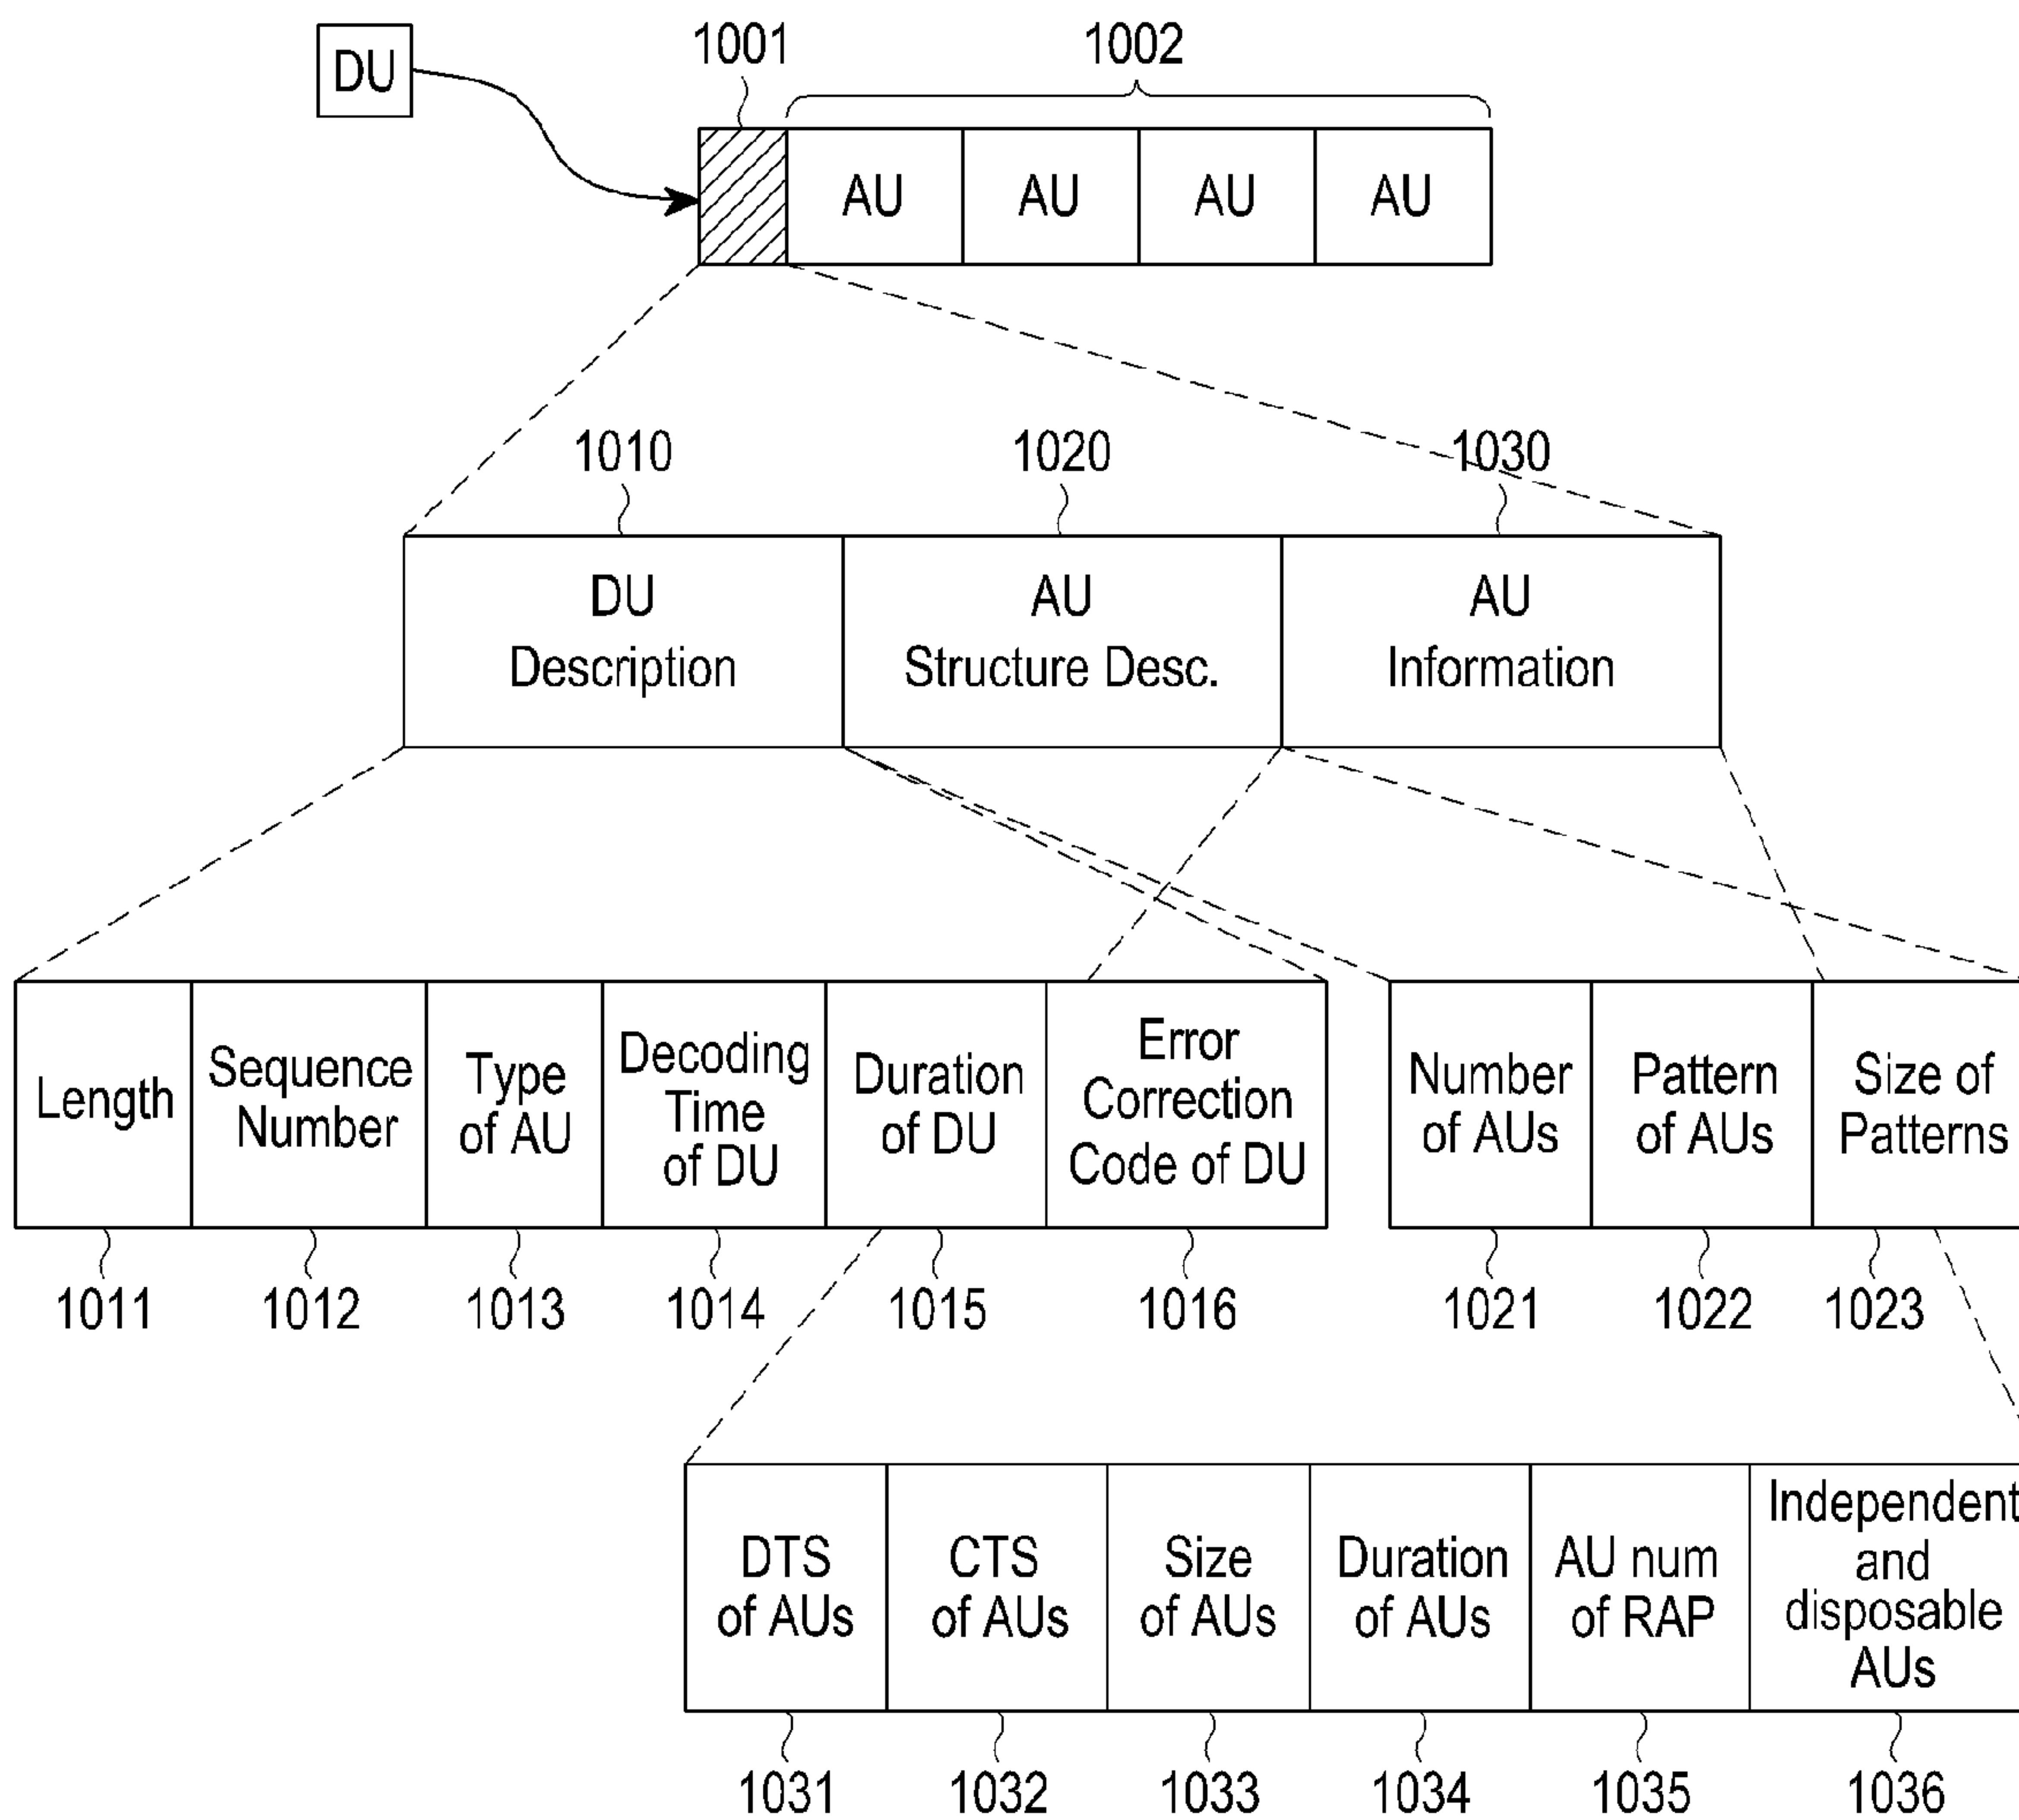 DU
1001
1002
AU
AU
AU
AU
1010
1020
1030
DU
Description
AU
Structure Desc.
AU
Information
Length
Sequence
Number
Type
of AU
Decoding
Time
of DU
Duration
of DU
Error
Correction
Code of DU
Number
of AUs
Pattern
of AUs
Size of
Patterns
1011
1012
1013
1014
1015
1016
1021
1022
1023
DTS
of AUs
CTS
of AUs
Size
of AUs
Duration
of AUs
AU num
of RAP
Independent
and
disposable
AUs
1031
1032
1033
1034
1035
1036